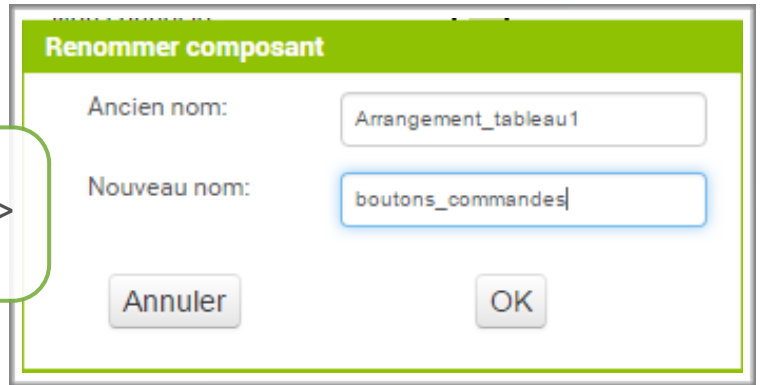 Renommer composant
Ancien nom: Arrangement_tableau1
Nouveau nom: boutons_commandes
>
Annuler OK